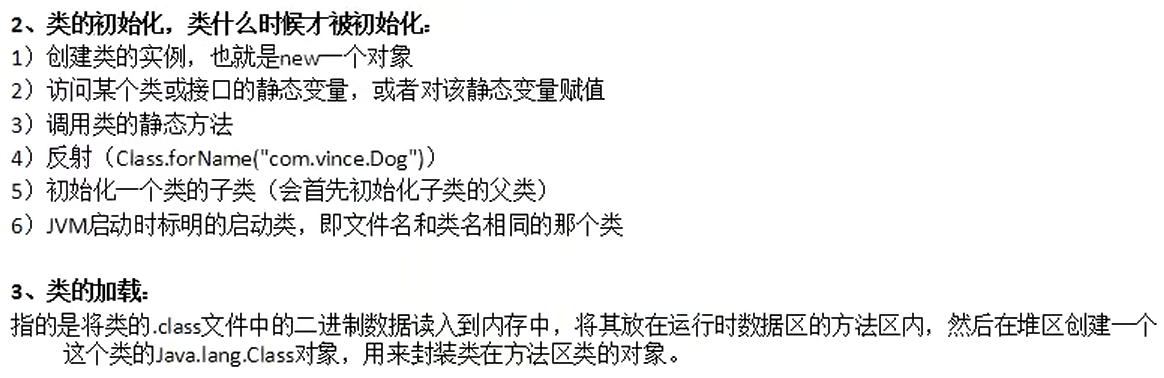 2、类的初始化，类什么时候才被初始化：
1）创建类的实例，也就是new一个对象
2）访问某个类或接口的静态变量，或者对该静态变量赋值
3）调用类的静态方法
4）反射（Class.forName("com.vince.Dog")）
5）初始化一个类的子类（会首先初始化子类的父类）
6）JVM启动时标明的启动类，即文件名和类名相同的那个类
3、类的加载：
指的是将类的.class文件中的二进制数据读入到内存中，将其放在运行时数据区的方法区内，然后在堆区创建一个
这个类的Java.lang.Class对象，用来封装类在方法区类的对象。